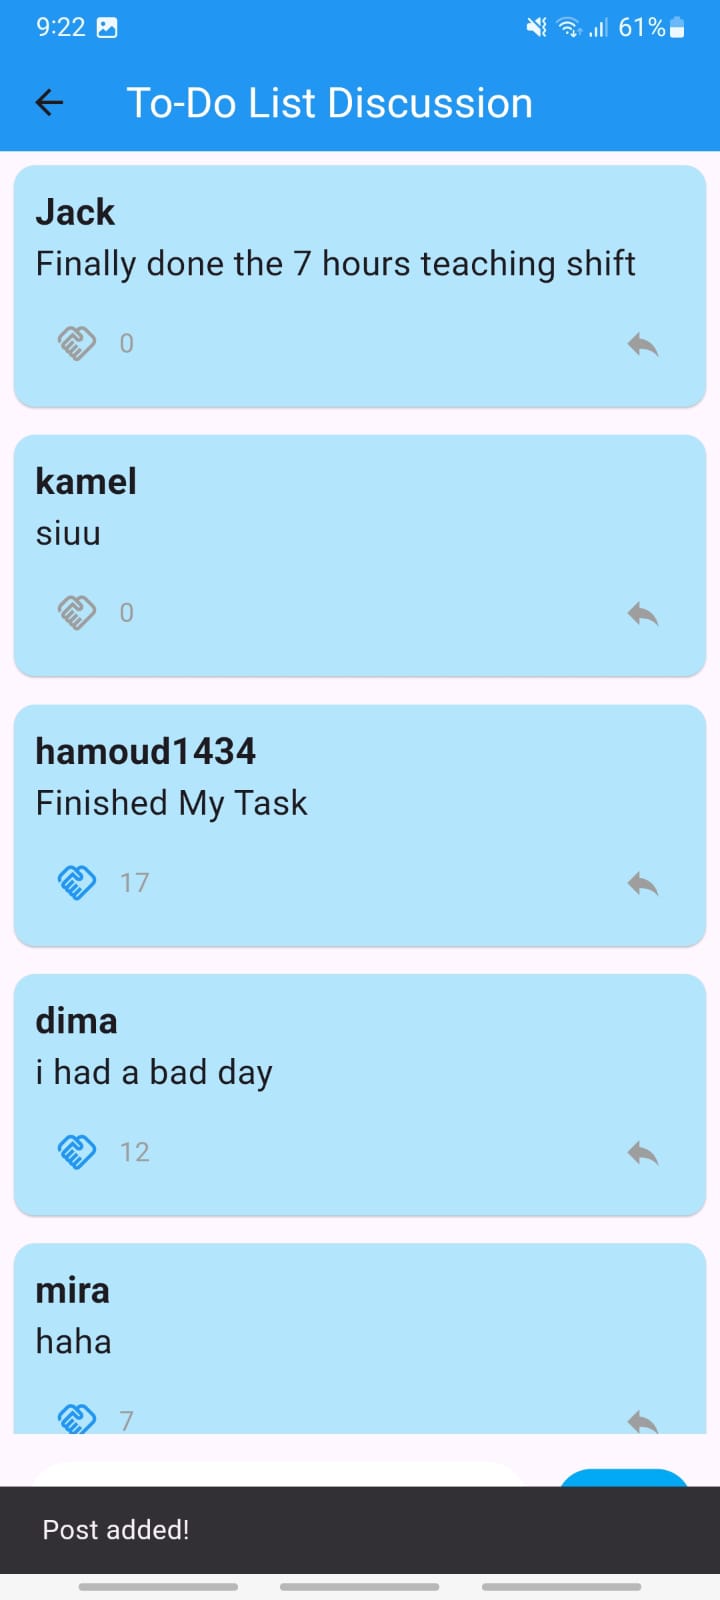 9:22 61%
To-Do List Discussion
Jack
Finally done the 7 hours teaching shift
0
kamel
siuu
0
hamoud1434
Finished My Task
17
dima
i had a bad day
12
mira
haha
7
Post added!